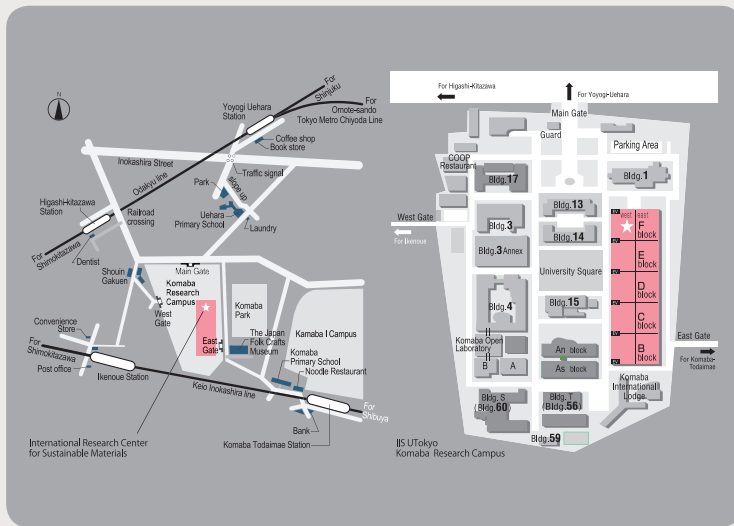 N
For
Shinjuku
Yoyogi Uehara
Station
For
Omote-sando
Tokyo Metro Chiyoda Line
Coffee shop
Book store
Inokashira Street
Traffic signal
Odakyu line
Park
slope up
Higashi-kitazawa
Station
Railroad
crossing
Uehara
Primary School
Laundry
For
Shimokitazawa
Dentist
Shouin
Gakuen
Main Gate
Komaba
Research
Campus
West
Gate
Komaba
Park
Komaba I Campus
Convenience
Store
East
Gate
The Japan
Folk Crafts
Museum
Komaba
Primary School
Noodle Restaurant
For
Shimokitazawa
Post office
Ikenoue Station
Keio Inokashira line
For
Shibuya
Bank
Komaba Todaimae Station
International Research Center
for Sustainable Materials
For Higashi-Kitazawa
For Yoyogi-Uehara
Main Gate
Guard
Parking Area
COOP
Restaurant
Bldg.17
Bldg.1
Bldg.13
West Gate
For Ikenoue
Bldg.3
Bldg.14
EV
west
east
F
block
Bldg.3 Annex
EV
E
block
University Square
EV
D
block
Bldg.4
Bldg.15
EV
C
block
East Gate
For Komaba-
Todaimae
Komaba Open
Laboratory
An block
B
block
EV
B
A
As block
Komaba
International
Lodge
Bldg. S
(Bldg.60)
Bldg. T
(Bldg.56)
Bldg.59
IIS UTokyo
Komaba Research Campus